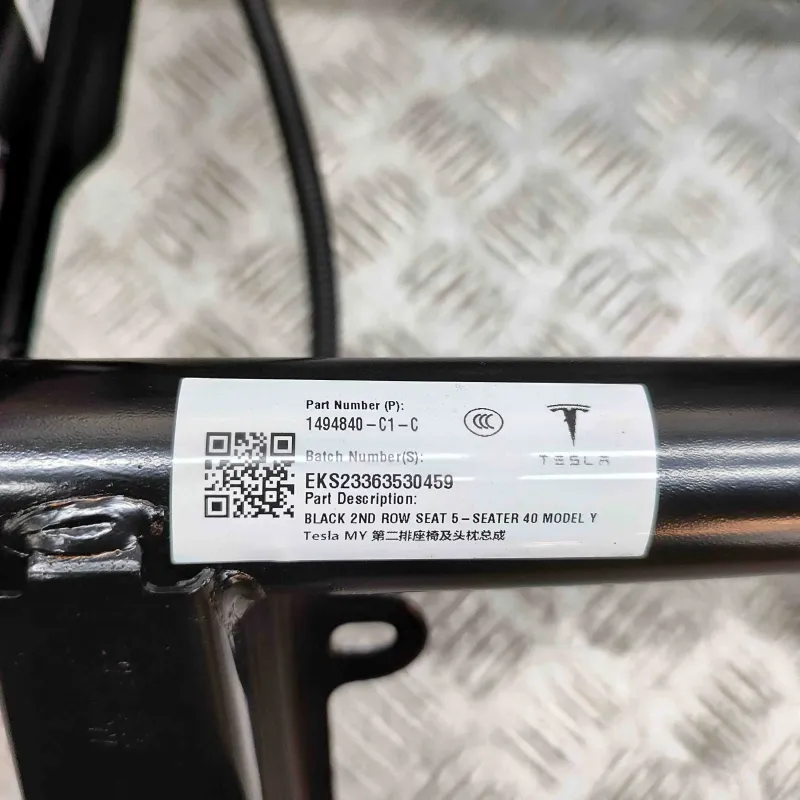 Part Number (P):
1494840-C1-C
CCC
TESLA
Batch Number(S):
EKS23363530459
Part Description:
BLACK 2ND ROW SEAT 5-SEATER 40 MODEL Y
Tesla MY 第二排座椅及头枕总成